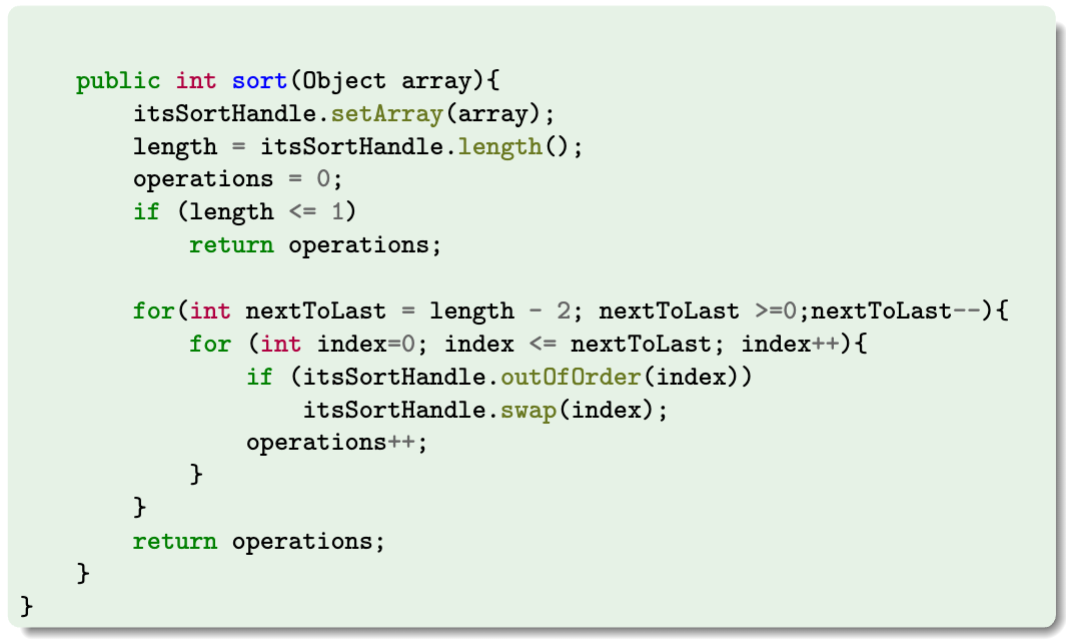 public int sort(Object array){
itsSortHandle.setArray(array);
length = itsSortHandle.length();
operations = 0;
if (length <= 1)
return operations;
for(int nextToLast = length - 2; nextToLast >=0;nextToLast--){
for (int index=0; index <= nextToLast; index++){
if (itsSortHandle.outOfOrder(index))
itsSortHandle.swap(index);
operations++;
}
}
return operations;
}
}